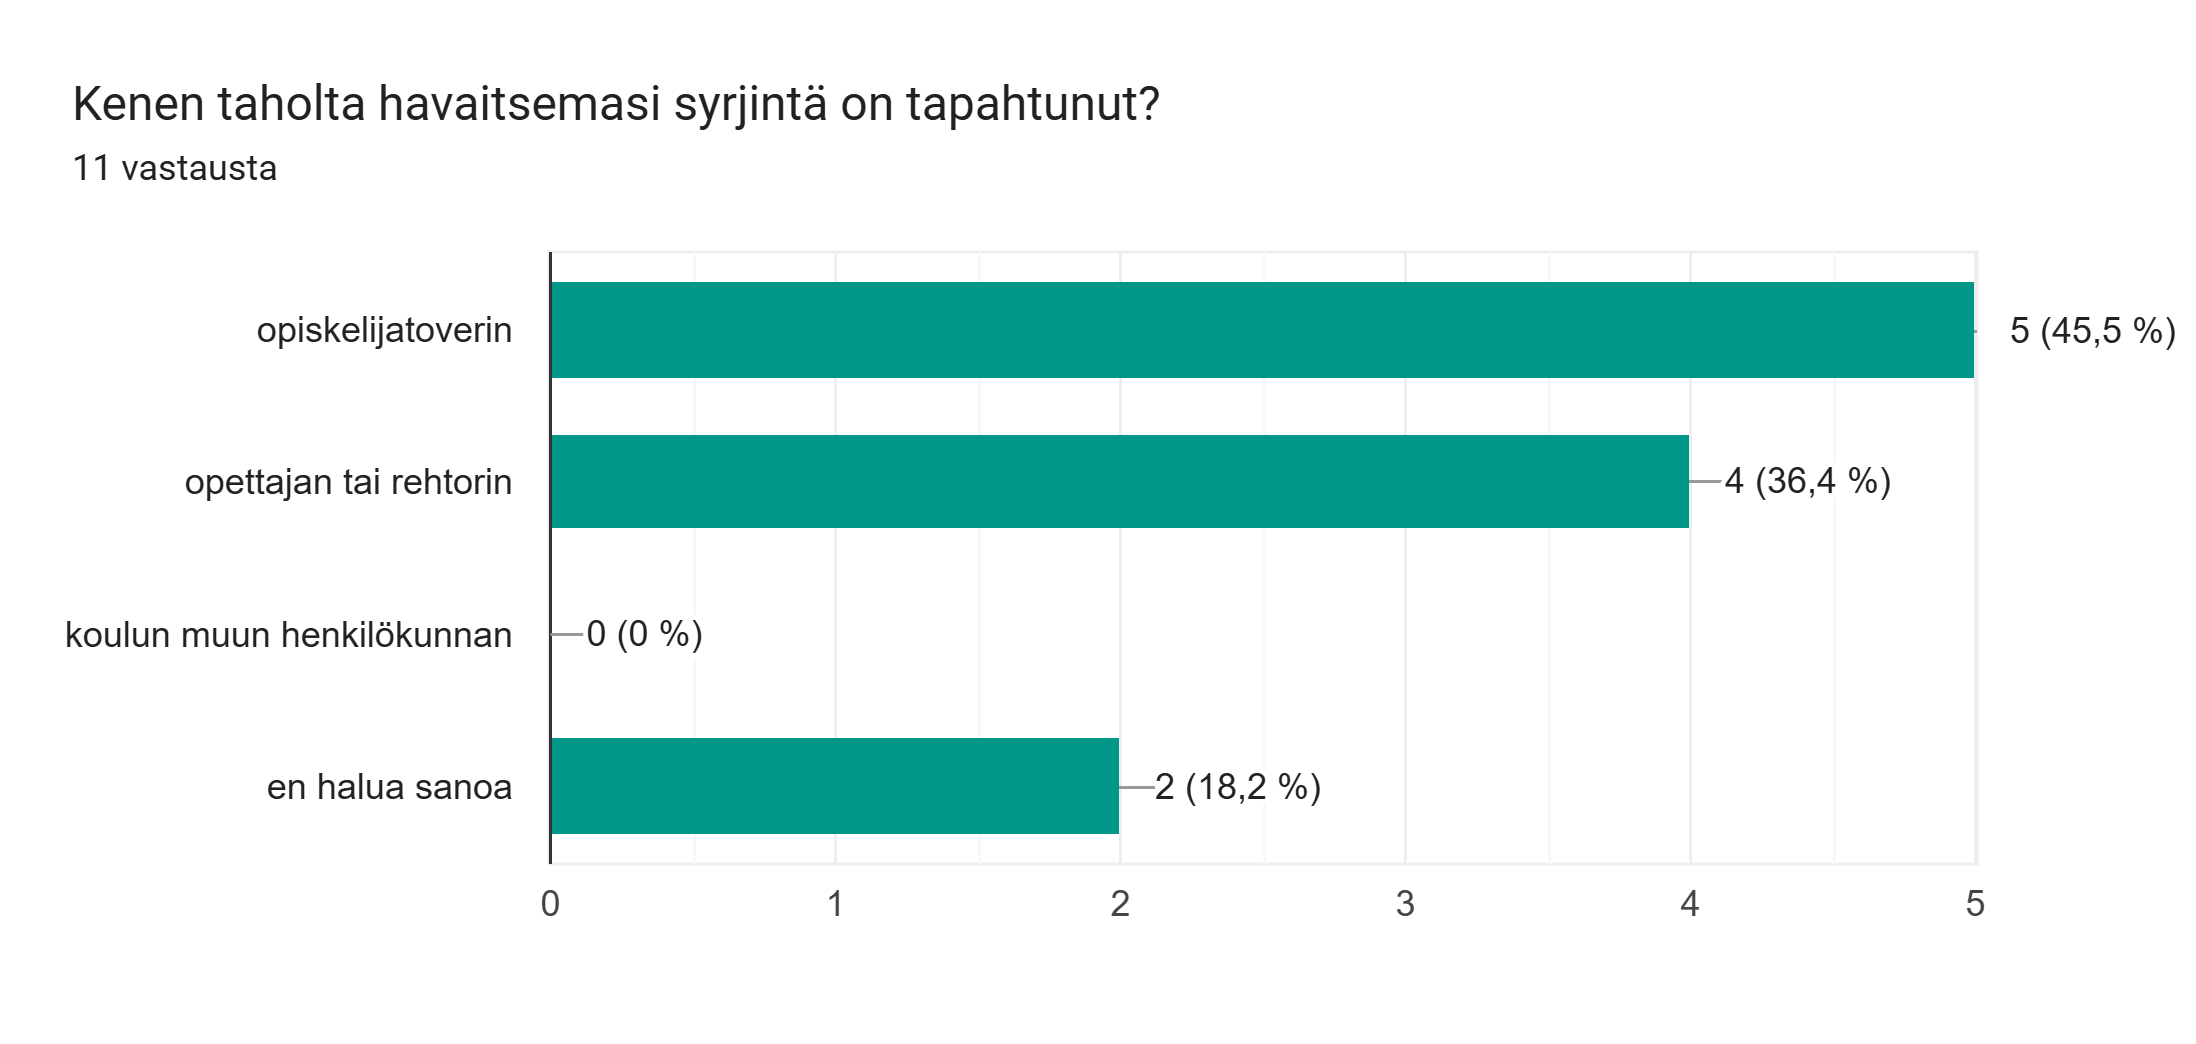 Kenen taholta havaitsemasi syrjintä on tapahtunut?
11 vastausta
opiskelijatoverin
5 (45,5 %)
opettajan tai rehtorin
4 (36,4 %)
koulun muun henkilökunnan
0 (0 %)
en halua sanoa
2 (18,2 %)
0 1 2 3 4 5